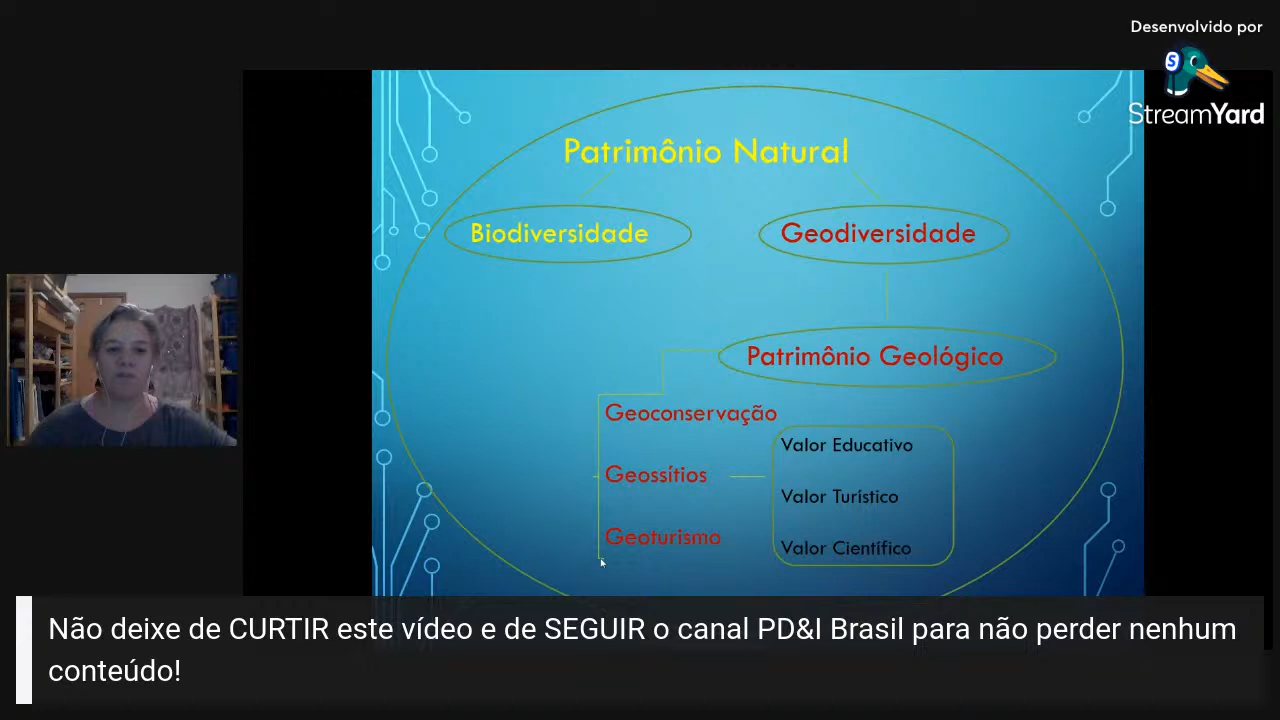 Desenvolvido por
StreamYard
Patrimônio Natural
Biodiversidade
Geodiversidade
Patrimônio Geológico
Geoconservação
Valor Educativo
Geossítios
Valor Turístico
Geoturismo
Valor Científico
Não deixe de CURTIR este vídeo e de SEGUIR o canal PD&I Brasil para não perder nenhum
conteúdo!